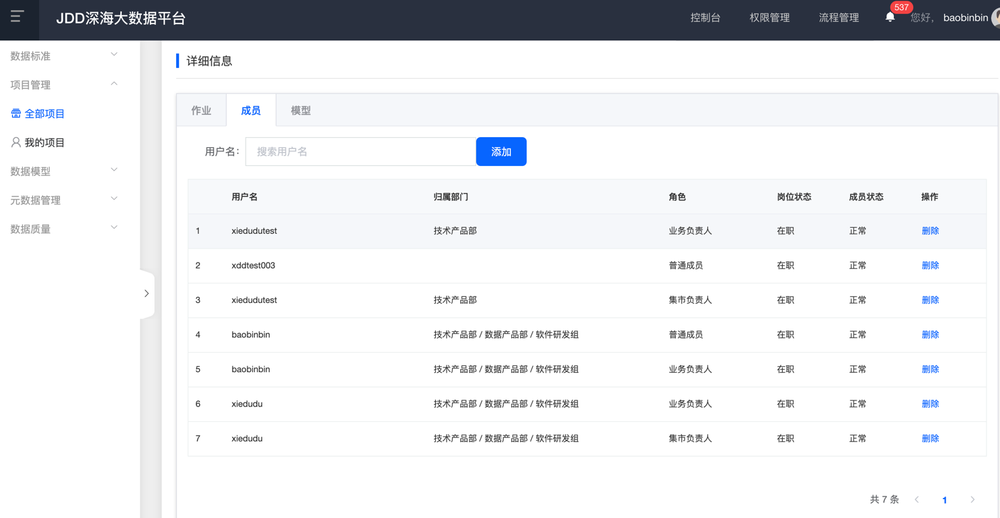 JDD深海大数据平台
控制台 权限管理 流程管理 537 您好， baobinbin
数据标准
项目管理
全部项目
我的项目
数据模型
元数据管理
数据质量
详细信息
作业 成员 模型
用户名： 搜索用户名 添加
用户名 归属部门 角色 岗位状态 成员状态 操作
1 xiedudutest 技术产品部 业务负责人 在职 正常 删除
2 xddtest003 普通成员 在职 正常 删除
3 xiedudutest 技术产品部 集市负责人 在职 正常 删除
4 baobinbin 技术产品部 / 数据产品部 / 软件研发组 普通成员 在职 正常 删除
5 baobinbin 技术产品部 / 数据产品部 / 软件研发组 业务负责人 在职 正常 删除
6 xiedudu 技术产品部 / 数据产品部 / 软件研发组 业务负责人 在职 正常 删除
7 xiedudu 技术产品部 / 数据产品部 / 软件研发组 集市负责人 在职 正常 删除
共 7 条 1